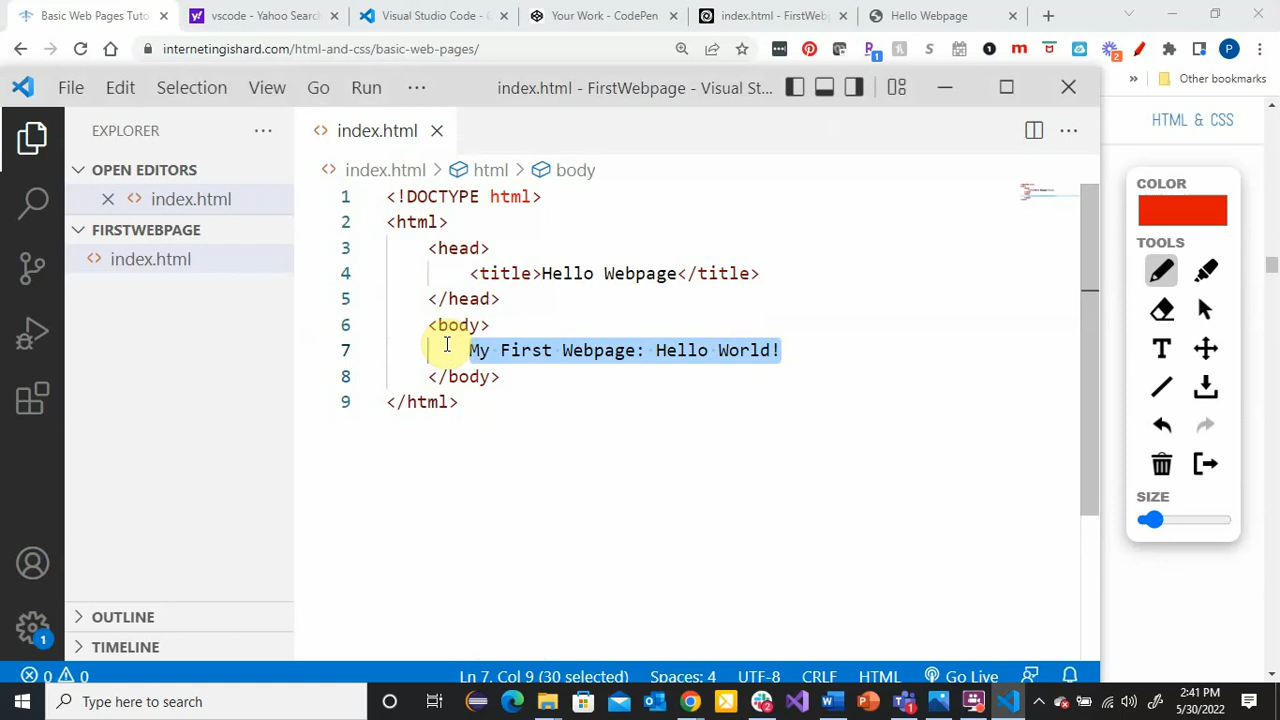 Basic Web Pages Tuto
vscode - Yahoo Search
Visual Studio Code - C
Your Work - CodePen
index.html - FirstWebp
Hello Webpage
internetingishard.com/html-and-css/basic-web-pages/
Other bookmarks
File Edit Selection View Go Run ... index.html - FirstWebpage - Visual St...
HTML & CSS
EXPLORER
index.html
OPEN EDITORS
index.html
FIRSTWEBPAGE
index.html
index.html > html > body
1 <!DOCTYPE html>
2 <html>
3 <head>
4 <title>Hello Webpage</title>
5 </head>
6 <body>
7 My First Webpage: Hello World!
8 </body>
9 </html>
COLOR
TOOLS
SIZE
OUTLINE
TIMELINE
1
0 0 Ln 7, Col 9 (30 selected) Spaces: 4 UTF-8 CRLF HTML Go Live
Type here to search
2:41 PM
5/30/2022